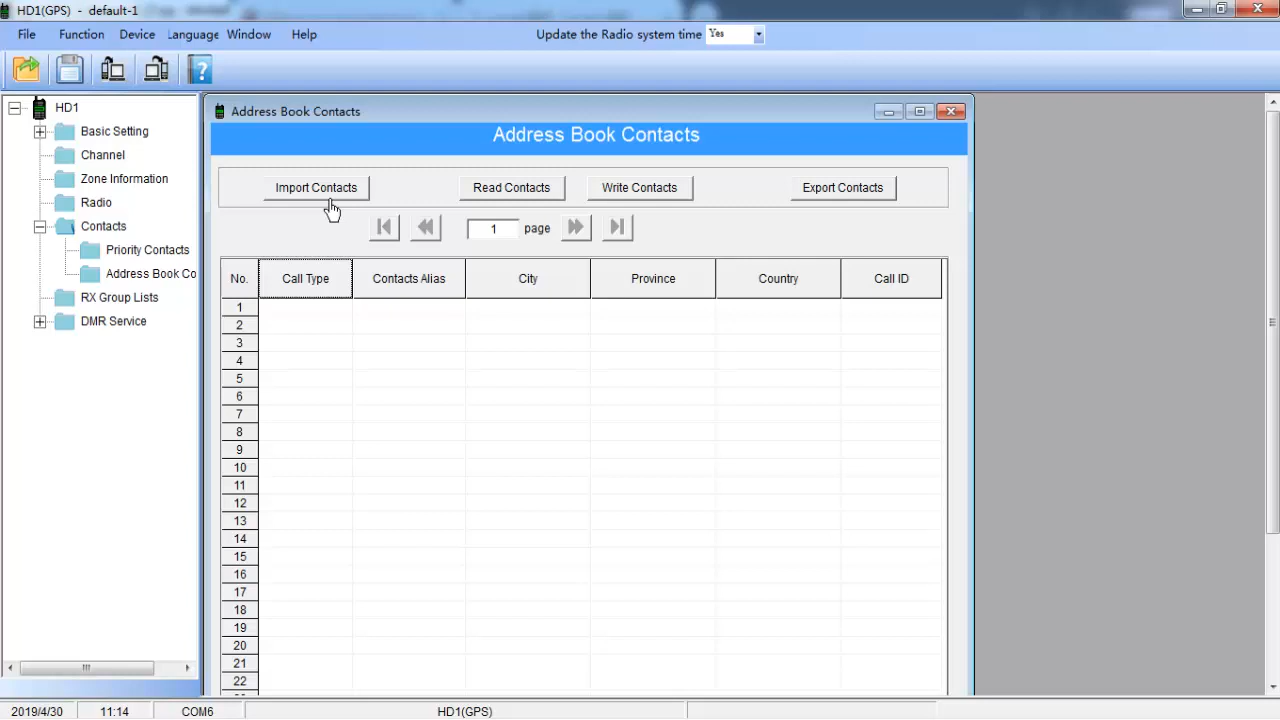 HD1(GPS) - default-1
File Function Device Language Window Help Update the Radio system time Yes
HD1
Basic Setting
Channel
Zone Information
Radio
Contacts
Priority Contacts
Address Book Co
RX Group Lists
DMR Service
Address Book Contacts
Address Book Contacts
Import Contacts Read Contacts Write Contacts Export Contacts
1 page
No. Call Type Contacts Alias City Province Country Call ID
1
2
3
4
5
6
7
8
9
10
11
12
13
14
15
16
17
18
19
20
21
22
2019/4/30 11:14 COM6 HD1(GPS)